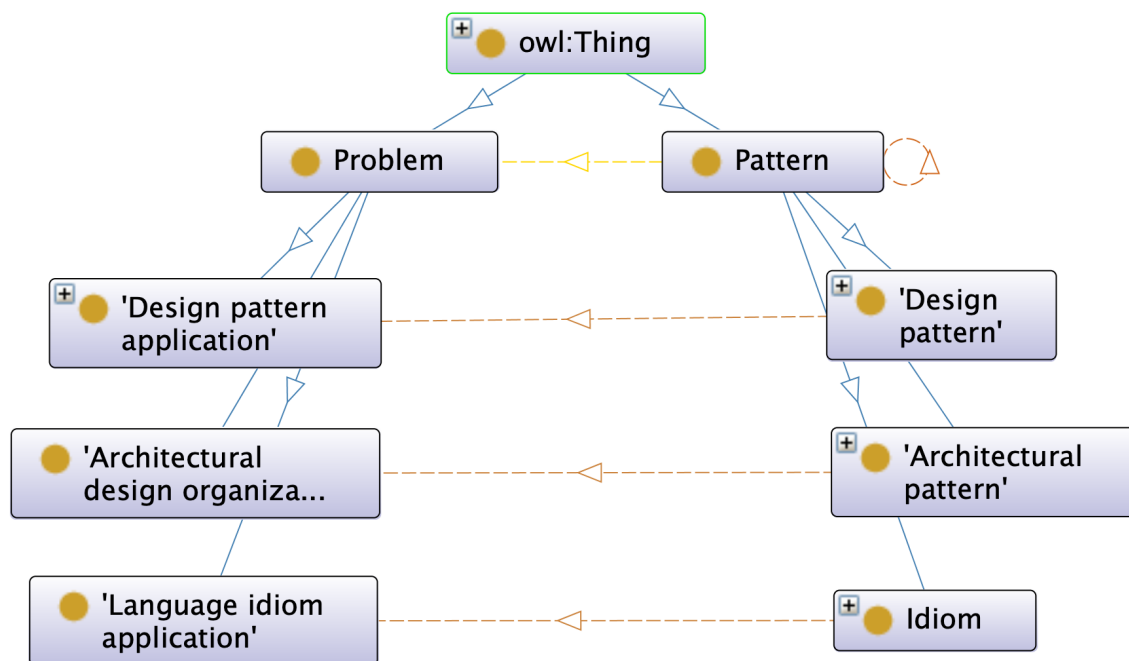 owl:Thing
Problem
Pattern
'Design pattern
application'
'Design
pattern'
'Architectural
design organiza...
'Architectural
pattern'
'Language idiom
application'
Idiom